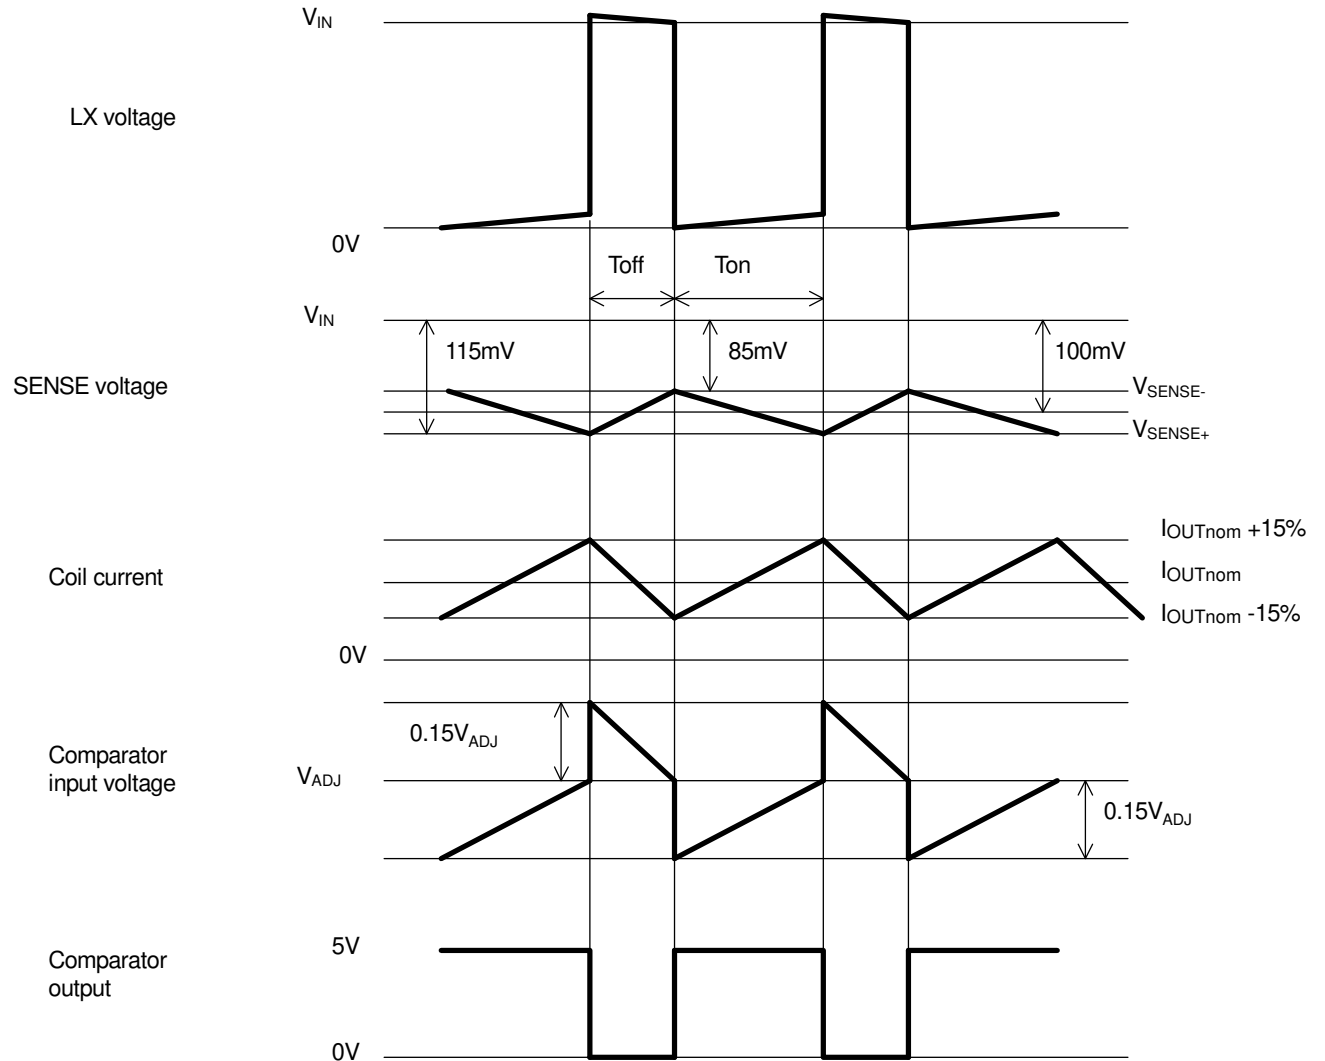 VIN
LX voltage
0V
Toff
Ton
VIN
115mV
85mV
100mV
SENSE voltage
VSENSE-
VSENSE+
IOUTnom +15%
Coil current
IOUTnom
IOUTnom -15%
0V
0.15VADJ
Comparator
input voltage
VADJ
0.15VADJ
5V
Comparator
output
0V